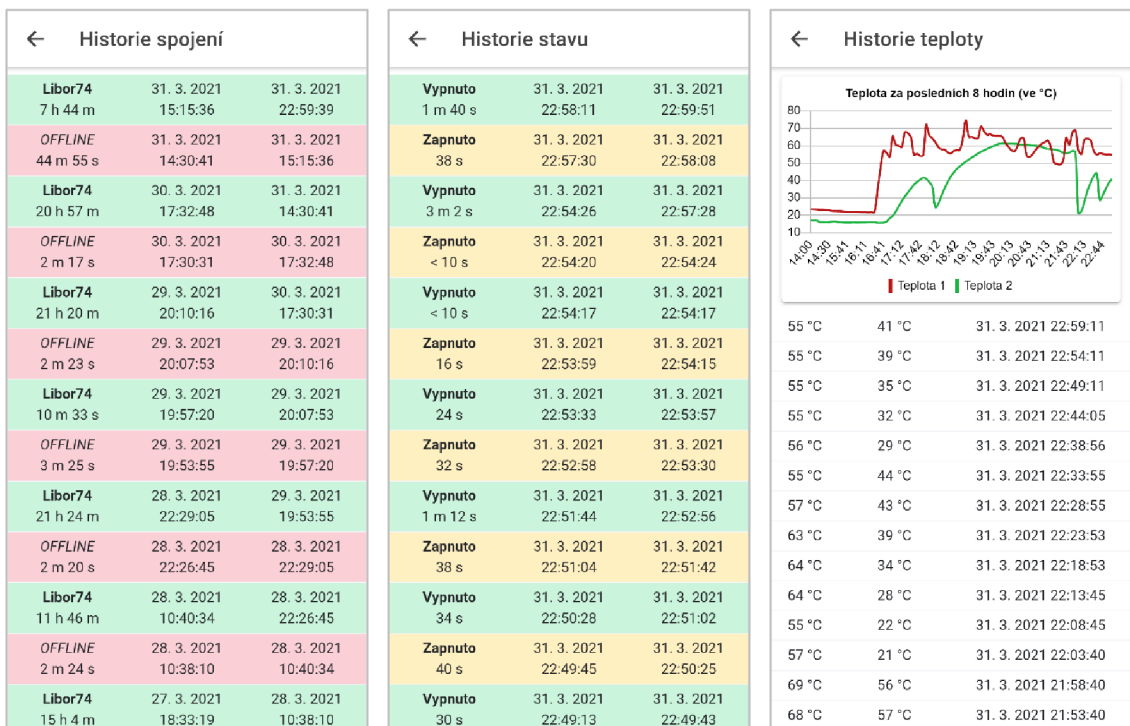 ← Historie spojení
Libor74 31. 3. 2021 31. 3. 2021
7 h 44 m 15:15:36 22:59:39
OFFLINE 31. 3. 2021 31. 3. 2021
44 m 55 s 14:30:41 15:15:36
Libor74 30. 3. 2021 31. 3. 2021
20 h 57 m 17:32:48 14:30:41
OFFLINE 30. 3. 2021 30. 3. 2021
2 m 17 s 17:30:31 17:32:48
Libor74 29. 3. 2021 30. 3. 2021
21 h 20 m 20:10:16 17:30:31
OFFLINE 29. 3. 2021 29. 3. 2021
2 m 23 s 20:07:53 20:10:16
Libor74 29. 3. 2021 29. 3. 2021
10 m 33 s 19:57:20 20:07:53
OFFLINE 29. 3. 2021 29. 3. 2021
3 m 25 s 19:53:55 19:57:20
Libor74 28. 3. 2021 29. 3. 2021
21 h 24 m 22:29:05 19:53:55
OFFLINE 28. 3. 2021 28. 3. 2021
2 m 20 s 22:26:45 22:29:05
Libor74 28. 3. 2021 28. 3. 2021
11 h 46 m 10:40:34 22:26:45
OFFLINE 28. 3. 2021 28. 3. 2021
2 m 24 s 10:38:10 10:40:34
Libor74 27. 3. 2021 28. 3. 2021
15 h 4 m 18:33:19 10:38:10
← Historie stavu
Vypnuto 31. 3. 2021 31. 3. 2021
1 m 40 s 22:58:11 22:59:51
Zapnuto 31. 3. 2021 31. 3. 2021
38 s 22:57:30 22:58:08
Vypnuto 31. 3. 2021 31. 3. 2021
3 m 2 s 22:54:26 22:57:28
Zapnuto 31. 3. 2021 31. 3. 2021
< 10 s 22:54:20 22:54:24
Vypnuto 31. 3. 2021 31. 3. 2021
< 10 s 22:54:17 22:54:17
Zapnuto 31. 3. 2021 31. 3. 2021
16 s 22:53:59 22:54:15
Vypnuto 31. 3. 2021 31. 3. 2021
24 s 22:53:33 22:53:57
Zapnuto 31. 3. 2021 31. 3. 2021
32 s 22:52:58 22:53:30
Vypnuto 31. 3. 2021 31. 3. 2021
1 m 12 s 22:51:44 22:52:56
Zapnuto 31. 3. 2021 31. 3. 2021
38 s 22:51:04 22:51:42
Vypnuto 31. 3. 2021 31. 3. 2021
34 s 22:50:28 22:51:02
Zapnuto 31. 3. 2021 31. 3. 2021
40 s 22:49:45 22:50:25
Vypnuto 31. 3. 2021 31. 3. 2021
30 s 22:49:13 22:49:43
← Historie teploty
Teplota za posledních 8 hodin (ve °C)
80
70
60
50
40
30
20
10
14:00 14:30 15:41 16:11 16:41 17:12 17:42 18:12 18:42 19:13 19:43 20:13 20:43 21:13 21:43 22:13 22:44
Teplota 1 Teplota 2
55 °C 41 °C 31. 3. 2021 22:59:11
55 °C 39 °C 31. 3. 2021 22:54:11
55 °C 35 °C 31. 3. 2021 22:49:11
55 °C 32 °C 31. 3. 2021 22:44:05
56 °C 29 °C 31. 3. 2021 22:38:56
55 °C 44 °C 31. 3. 2021 22:33:55
57 °C 43 °C 31. 3. 2021 22:28:55
63 °C 39 °C 31. 3. 2021 22:23:53
64 °C 34 °C 31. 3. 2021 22:18:53
64 °C 28 °C 31. 3. 2021 22:13:45
55 °C 22 °C 31. 3. 2021 22:08:45
57 °C 21 °C 31. 3. 2021 22:03:40
69 °C 56 °C 31. 3. 2021 21:58:40
68 °C 57 °C 31. 3. 2021 21:53:40